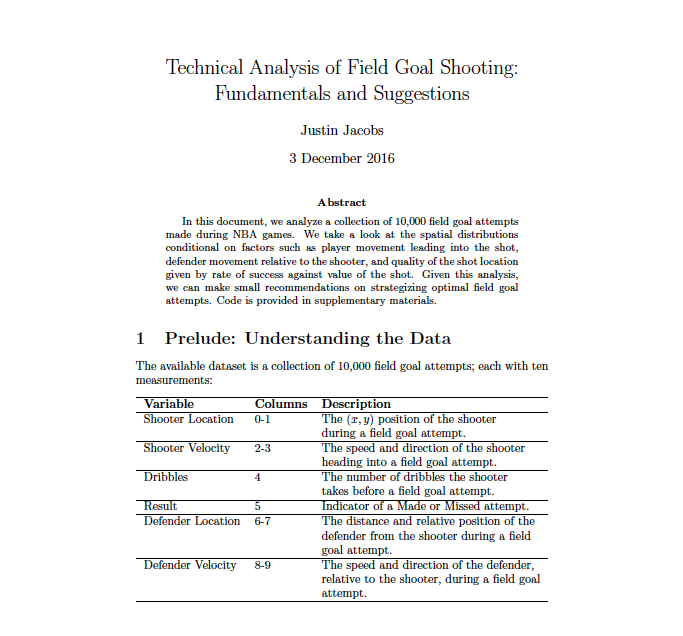 Technical Analysis of Field Goal Shooting:
Fundamentals and Suggestions
Justin Jacobs
3 December 2016
Abstract
In this document, we analyze a collection of 10,000 field goal attempts
made during NBA games. We take a look at the spatial distributions
conditional on factors such as player movement leading into the shot,
defender movement relative to the shooter, and quality of the shot location
given by rate of success against value of the shot. Given this analysis,
we can make small recommendations on strategizing optimal field goal
attempts. Code is provided in supplementary materials.
1 Prelude: Understanding the Data
The available dataset is a collection of 10,000 field goal attempts; each with ten
measurements:
Variable Columns Description
Shooter Location 0-1 The (x, y) position of the shooter
during a field goal attempt.
Shooter Velocity 2-3 The speed and direction of the shooter
heading into a field goal attempt.
Dribbles 4 The number of dribbles the shooter
takes before a field goal attempt.
Result 5 Indicator of a Made or Missed attempt.
Defender Location 6-7 The distance and relative position of the
defender from the shooter during a field
goal attempt.
Defender Velocity 8-9 The speed and direction of the defender,
relative to the shooter, during a field goal
attempt.